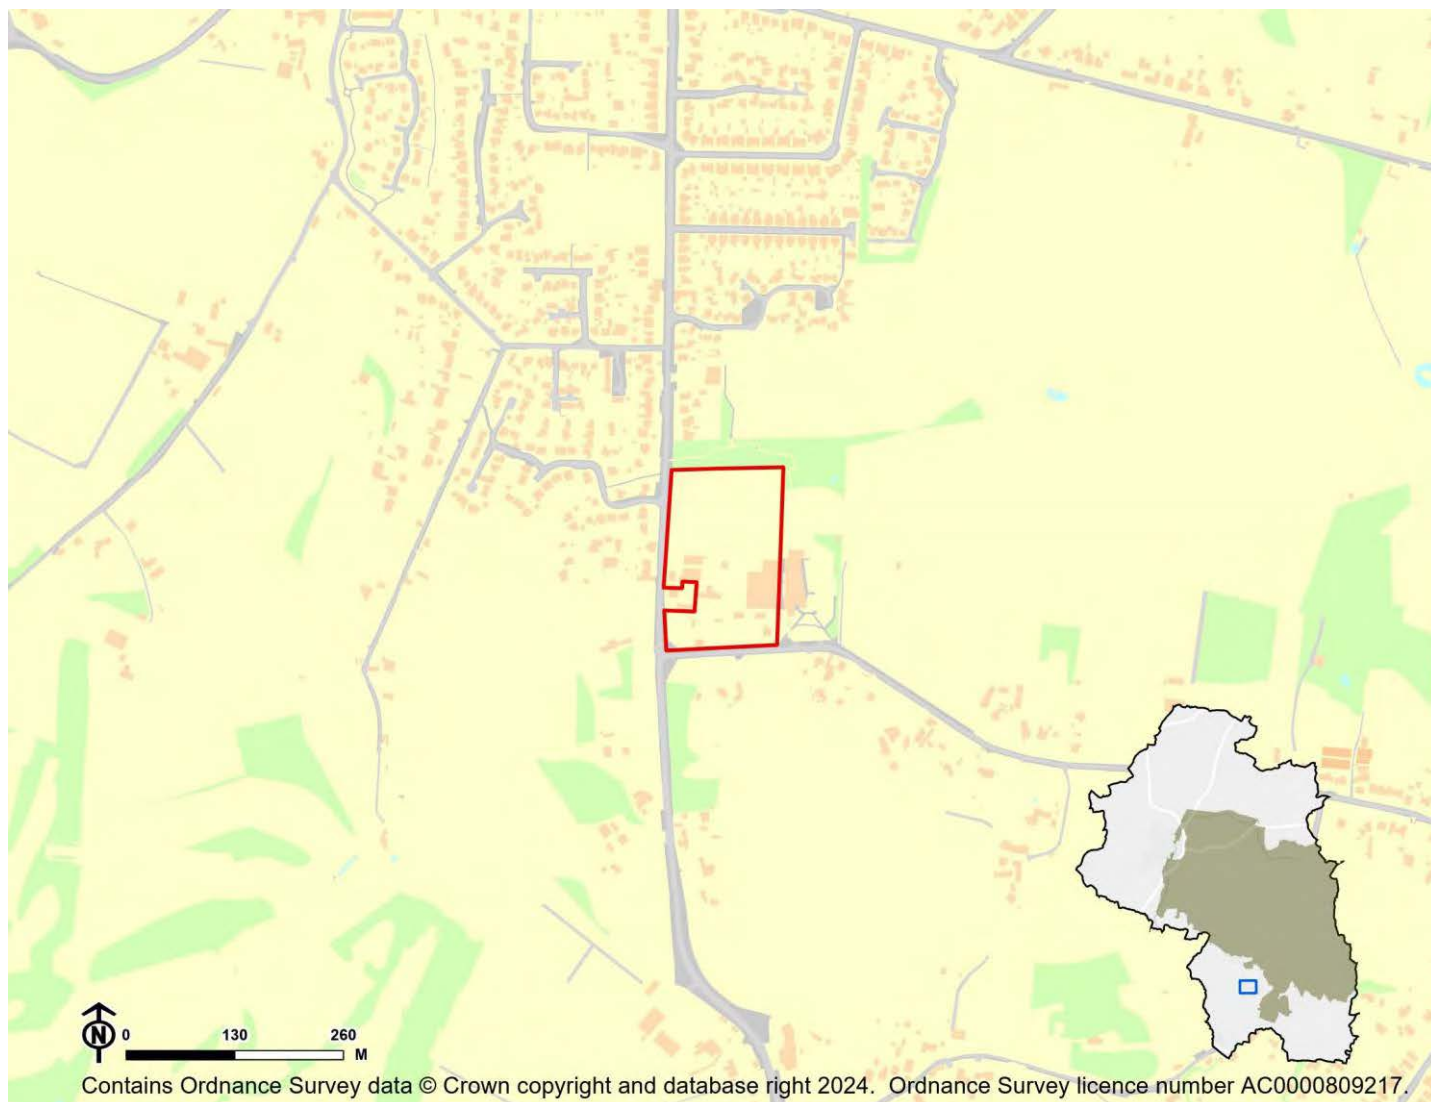 N 0 130 260
M
Contains Ordnance Survey data © Crown copyright and database right 2024. Ordnance Survey licence number AC0000809217.